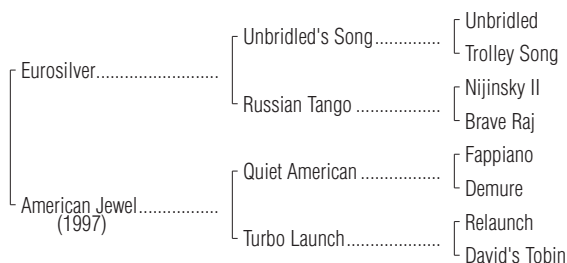 Unbridled
Unbridled's Song..............
Trolley Song
Eurosilver..........................
Nijinsky II
Russian Tango ..................
Brave Raj
Fappiano
Quiet American .................
Demure
American Jewel.................
(1997)
Relaunch
Turbo Launch....................
David's Tobin